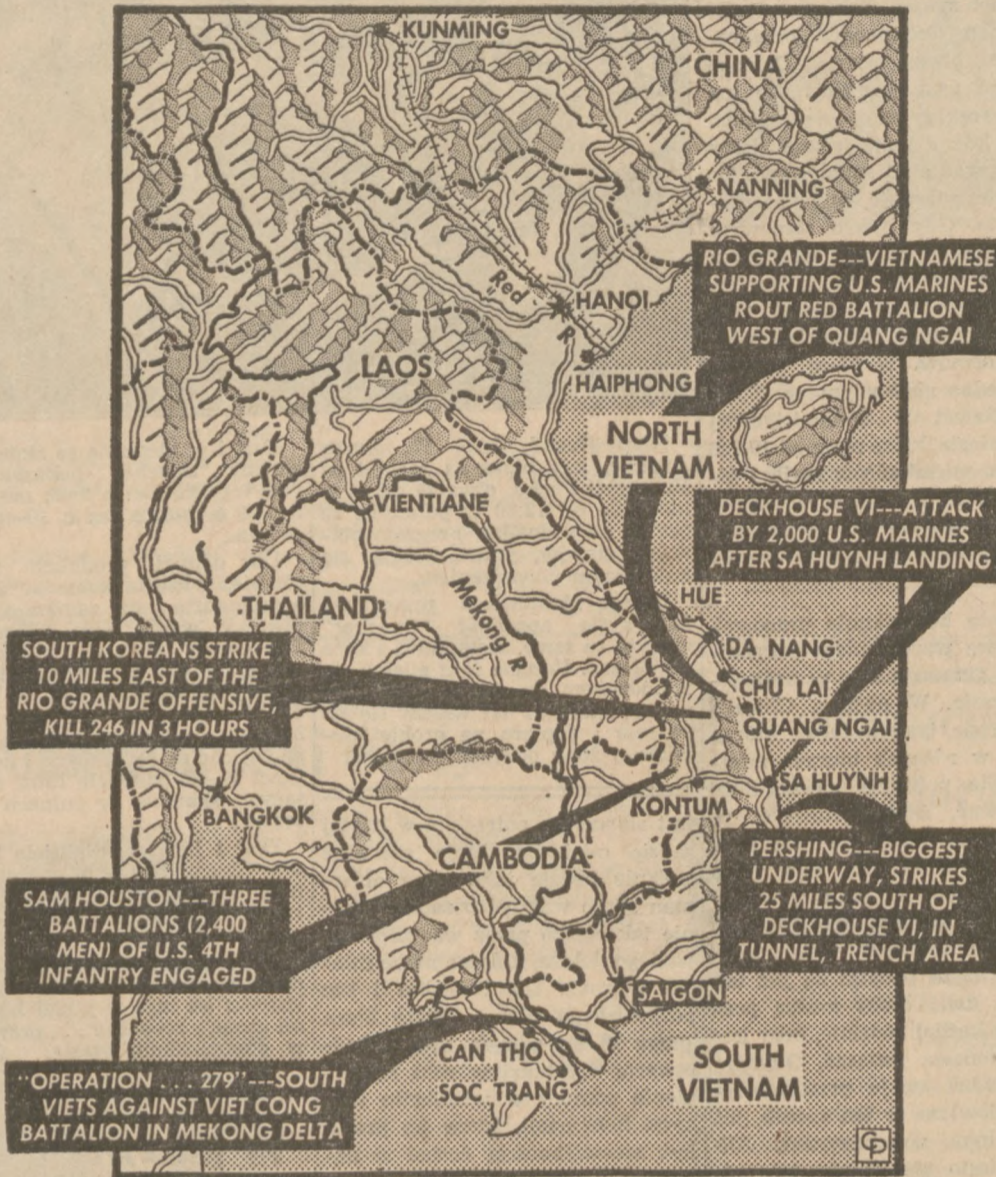 KUNMING
CHINA
NANNING
RIO GRANDE---VIETNAMESE
SUPPORTING U.S. MARINES
ROUT RED BATTALION
WEST OF QUANG NGAI
Red
R
HANOI
LAOS
HAIPHONG
NORTH
VIETNAM
VIENTIANE
DECKHOUSE VI---ATTACK
BY 2,000 U.S. MARINES
AFTER SA HUYNH LANDING
THAILAND
Mekong R
HUE
DA NANG
SOUTH KOREANS STRIKE
10 MILES EAST OF THE
RIO GRANDE OFFENSIVE,
KILL 246 IN 3 HOURS
CHU LAI
QUANG NGAI
SA HUYNH
BANGKOK
KONTUM
CAMBODIA
PERSHING---BIGGEST
UNDERWAY, STRIKES
25 MILES SOUTH OF
DECKHOUSE VI, IN
TUNNEL, TRENCH AREA
SAM HOUSTON---THREE
BATTALIONS (2,400
MEN) OF U.S. 4TH
INFANTRY ENGAGED
SAIGON
CAN THO
SOC TRANG
SOUTH
VIETNAM
"OPERATION . . . 279"---SOUTH
VIETS AGAINST VIET CONG
BATTALION IN MEKONG DELTA
CP